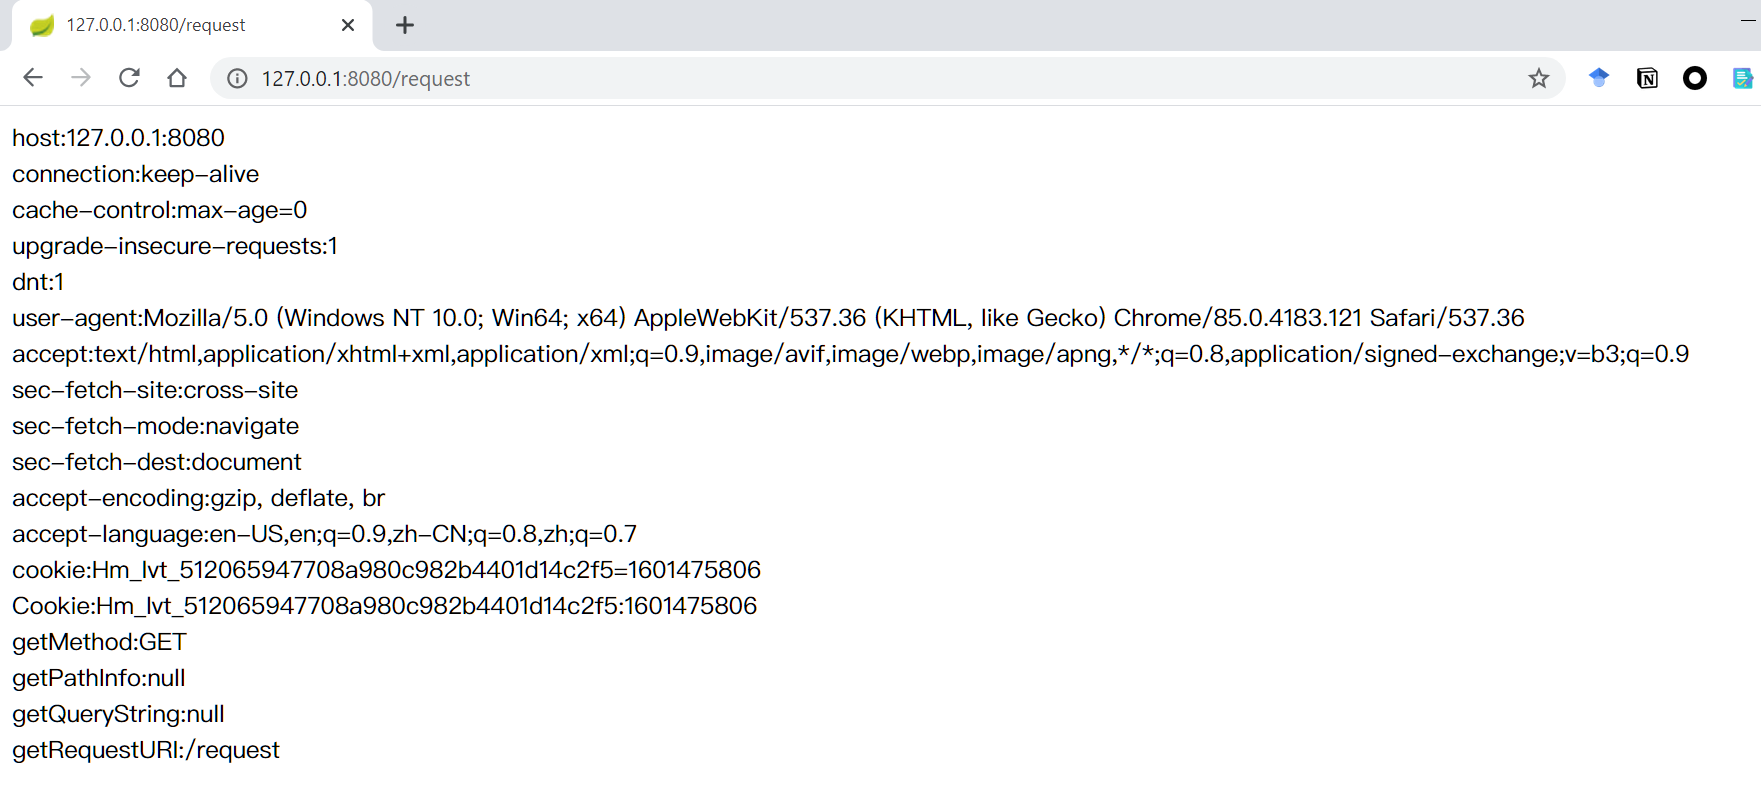 127.0.0.1:8080/request
127.0.0.1:8080/request
N
host:127.0.0.1:8080
connection:keep-alive
cache-control:max-age=0
upgrade-insecure-requests:1
dnt:1
user-agent:Mozilla/5.0 (Windows NT 10.0; Win64; x64) AppleWebKit/537.36 (KHTML, like Gecko) Chrome/85.0.4183.121 Safari/537.36
accept:text/html,application/xhtml+xml,application/xml;q=0.9,image/avif,image/webp,image/apng,*/*;q=0.8,application/signed-exchange;v=b3;q=0.9
sec-fetch-site:cross-site
sec-fetch-mode:navigate
sec-fetch-dest:document
accept-encoding:gzip, deflate, br
accept-language:en-US,en;q=0.9,zh-CN;q=0.8,zh;q=0.7
cookie:Hm_lvt_512065947708a980c982b4401d14c2f5=1601475806
Cookie:Hm_lvt_512065947708a980c982b4401d14c2f5:1601475806
getMethod:GET
getPathInfo:null
getQueryString:null
getRequestURI:/request